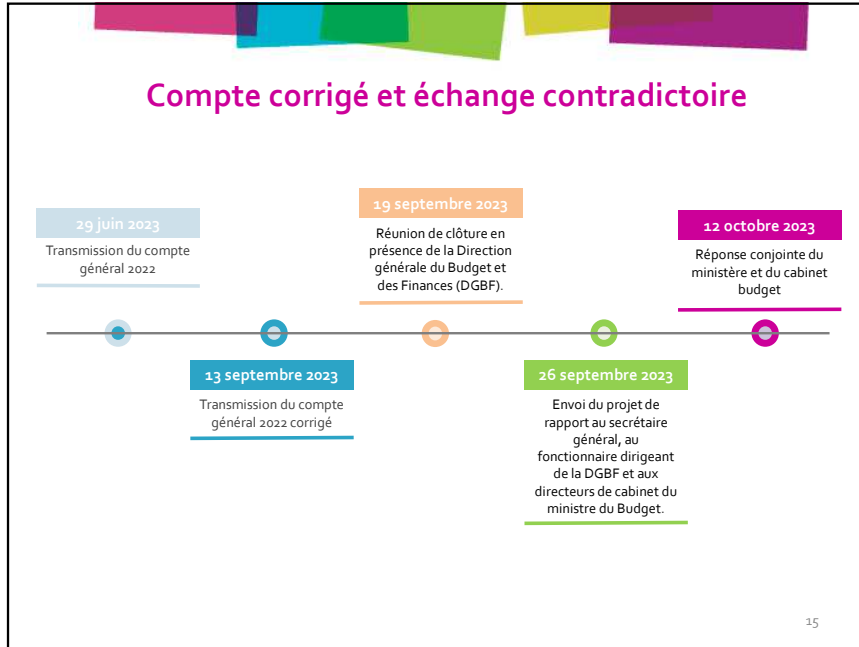 Compte corrigé et échange contradictoire
29 juin 2023
Transmission du compte
général 2022
13 septembre 2023
Transmission du compte
général 2022 corrigé
19 septembre 2023
Réunion de clôture en
présence de la Direction
générale du Budget et
des Finances (DGBF).
26 septembre 2023
Envoi du projet de
rapport au secrétaire
général, au
fonctionnaire dirigeant
de la DGBF et aux
directeurs de cabinet du
ministre du Budget.
12 octobre 2023
Réponse conjointe du
ministère et du cabinet
budget
15